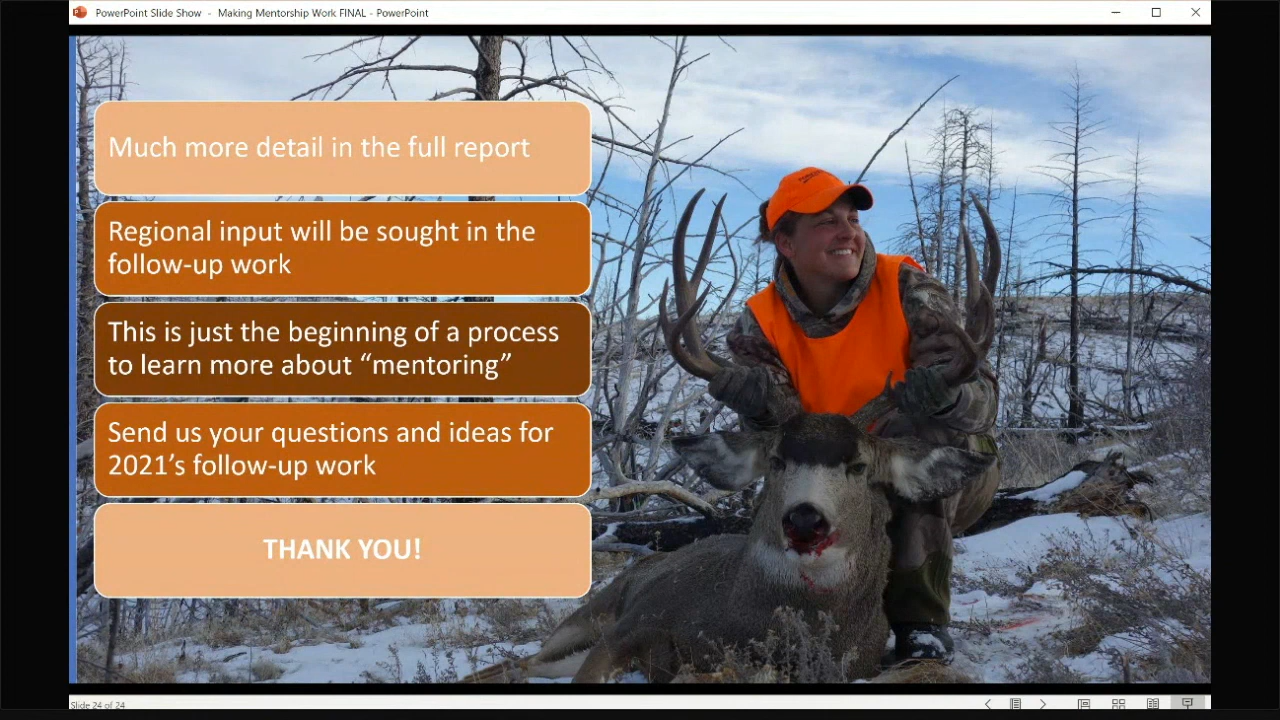 PowerPoint Slide Show - Making Mentorship Work FINAL - PowerPoint
Much more detail in the full report
Regional input will be sought in the
follow-up work
This is just the beginning of a process
to learn more about “mentoring”
Send us your questions and ideas for
2021’s follow-up work
THANK YOU!
Slide 24 of 24